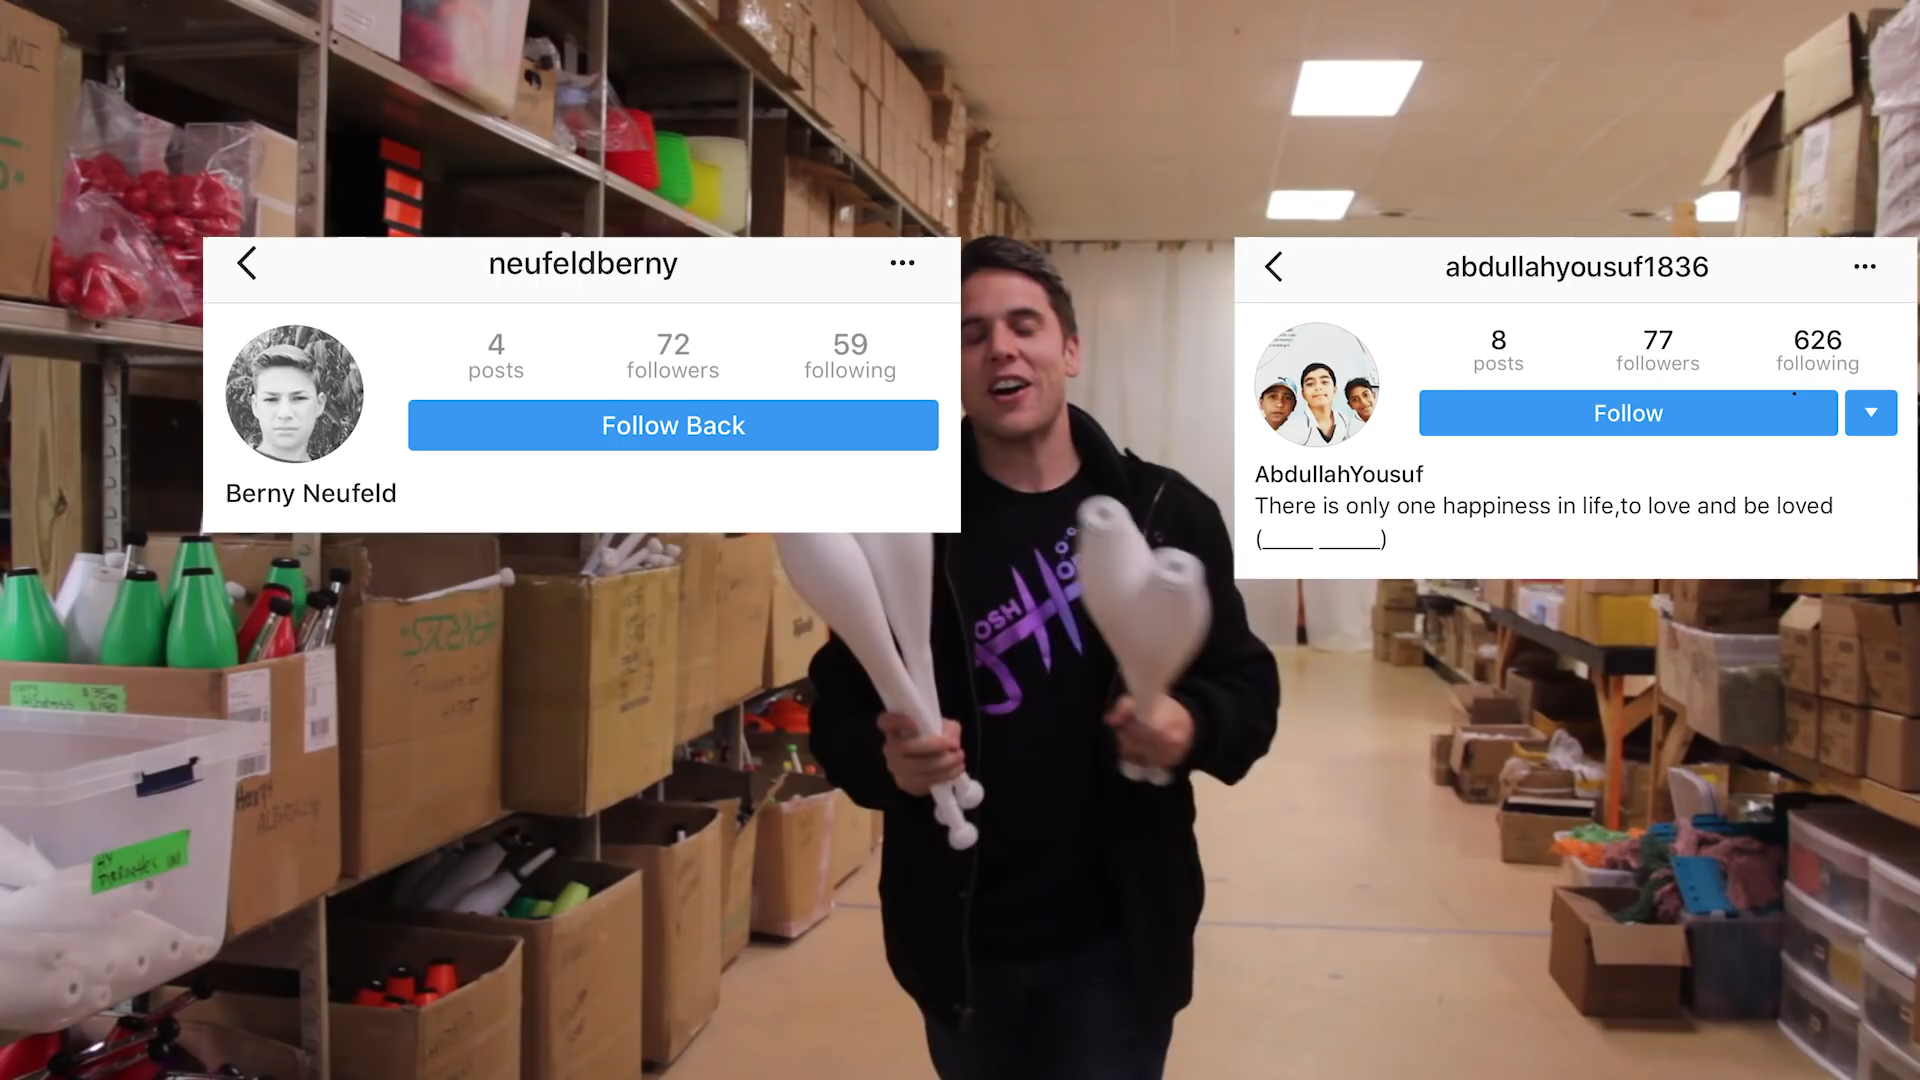 neufeldberny
4 72 59
posts followers following
Follow Back
Berny Neufeld
abdullahyousuf1836
8 77 626
posts followers following
Follow
AbdullahYousuf
There is only one happiness in life,to love and be loved
(____ _____)
JOSH